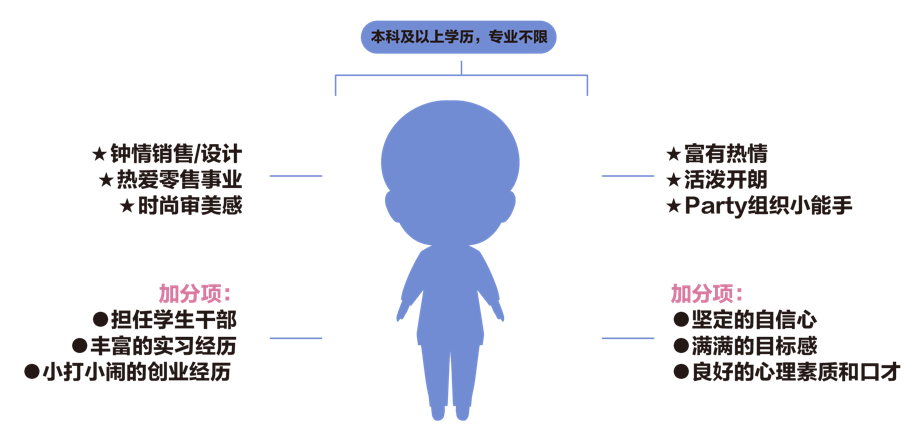 本科及以上学历，专业不限
★钟情销售/设计
★热爱零售事业
★时尚审美感
★富有热情
★活泼开朗
★Party组织小能手
加分项：
●担任学生干部
●丰富的实习经历
●小打小闹的创业经历
加分项：
●坚定的自信心
●满满的目标感
●良好的心理素质和口才